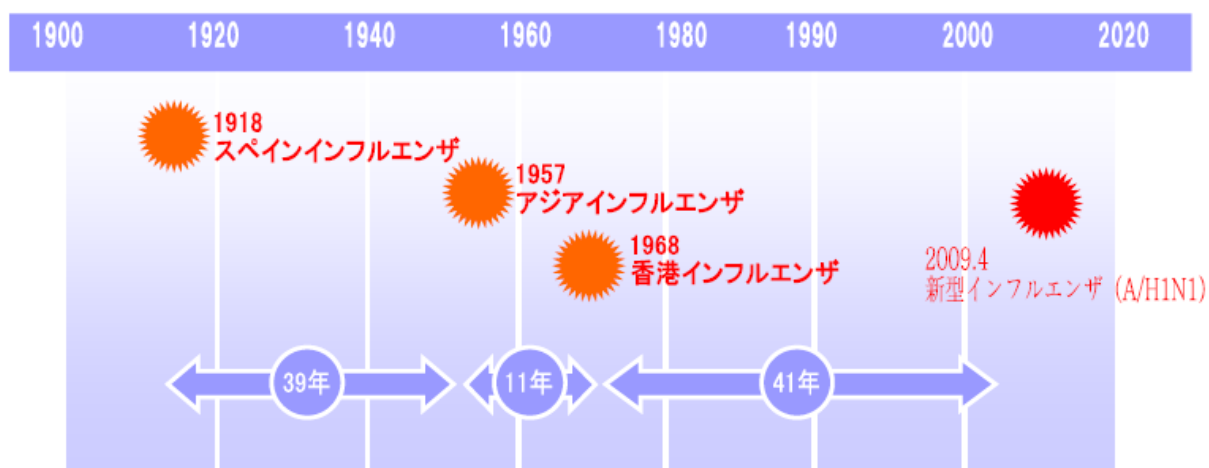 1900 1920 1940 1960 1980 1990 2000 2020
1918
スペインインフルエンザ
1957
アジアインフルエンザ
1968
香港インフルエンザ
2009.4
新型インフルエンザ (A/H1N1)
39年 11年 41年